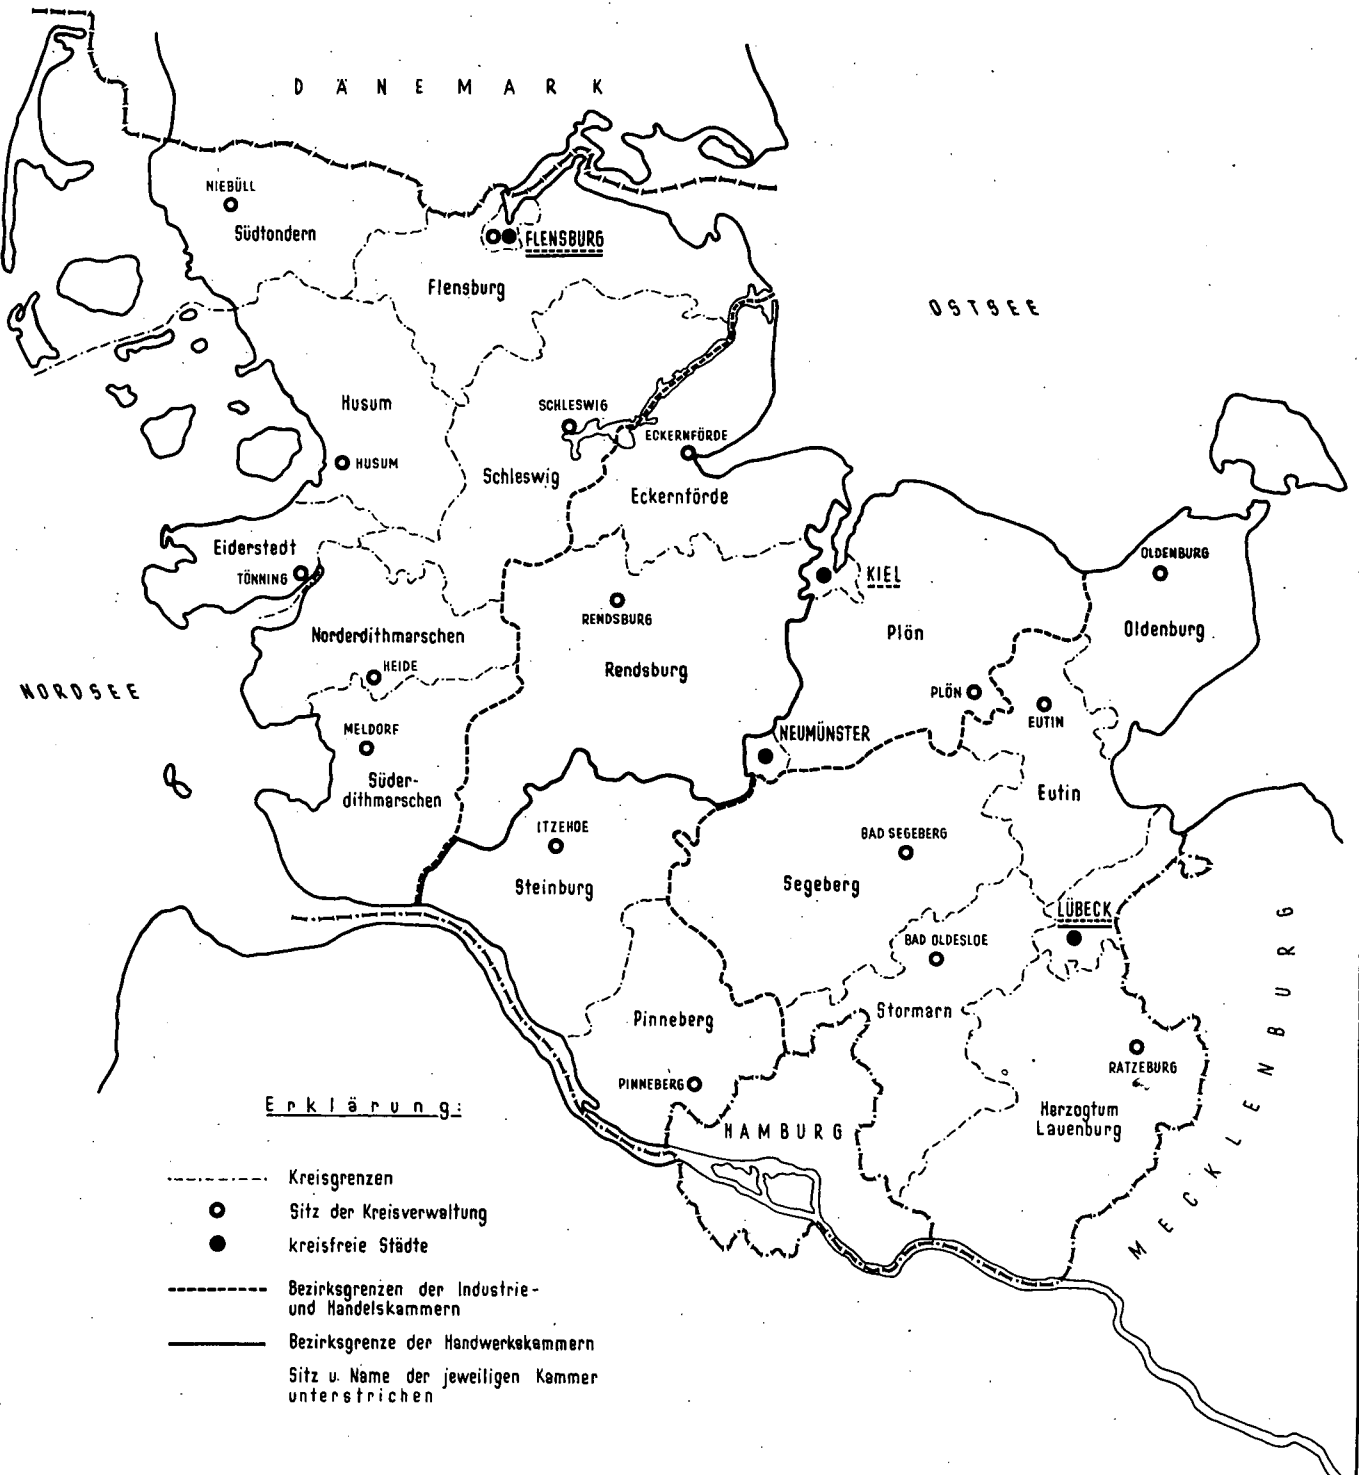 DÄNEMARK
NIEBÜLL
Südtondern
FLENSBURG
Flensburg
OSTSEE
Husum
SCHLESWIG
ECKERNFÖRDE
HUSUM
Schleswig
Eckernförde
Eiderstedt
TÖNNING
OLDENBURG
KIEL
RENDSBURG
Norderdithmarschen
Plön
Oldenburg
HEIDE
Rendsburg
NORDSEE
PLÖN
EUTIN
MELDORF
NEUMÜNSTER
Süder-
dithmarschen
Eutin
ITZEHOE
BAD SEGEBERG
Steinburg
Segeberg
LÜBECK
BAD OLDESLOE
Stormarn
Pinneberg
MECKLENBURG
RATZEBURG
PINNEBERG
Herzogtum
Lauenburg
HAMBURG
Erklärung:
Kreisgrenzen
Sitz der Kreisverwaltung
kreisfreie Städte
Bezirksgrenzen der Industrie-
und Handelskammern
Bezirksgrenze der Handwerkskammern
Sitz u. Name der jeweiligen Kammer
unterstrichen